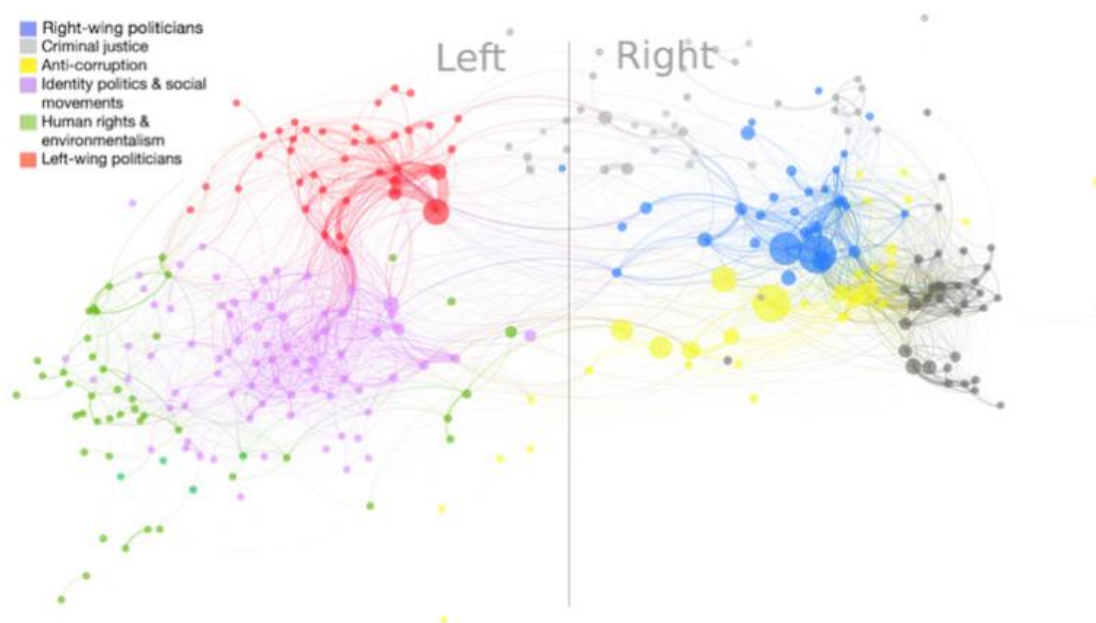 Right-wing politicians
Criminal justice
Anti-corruption
Identity politics & social
movements
Human rights &
environmentalism
Left-wing politicians
Left
Right